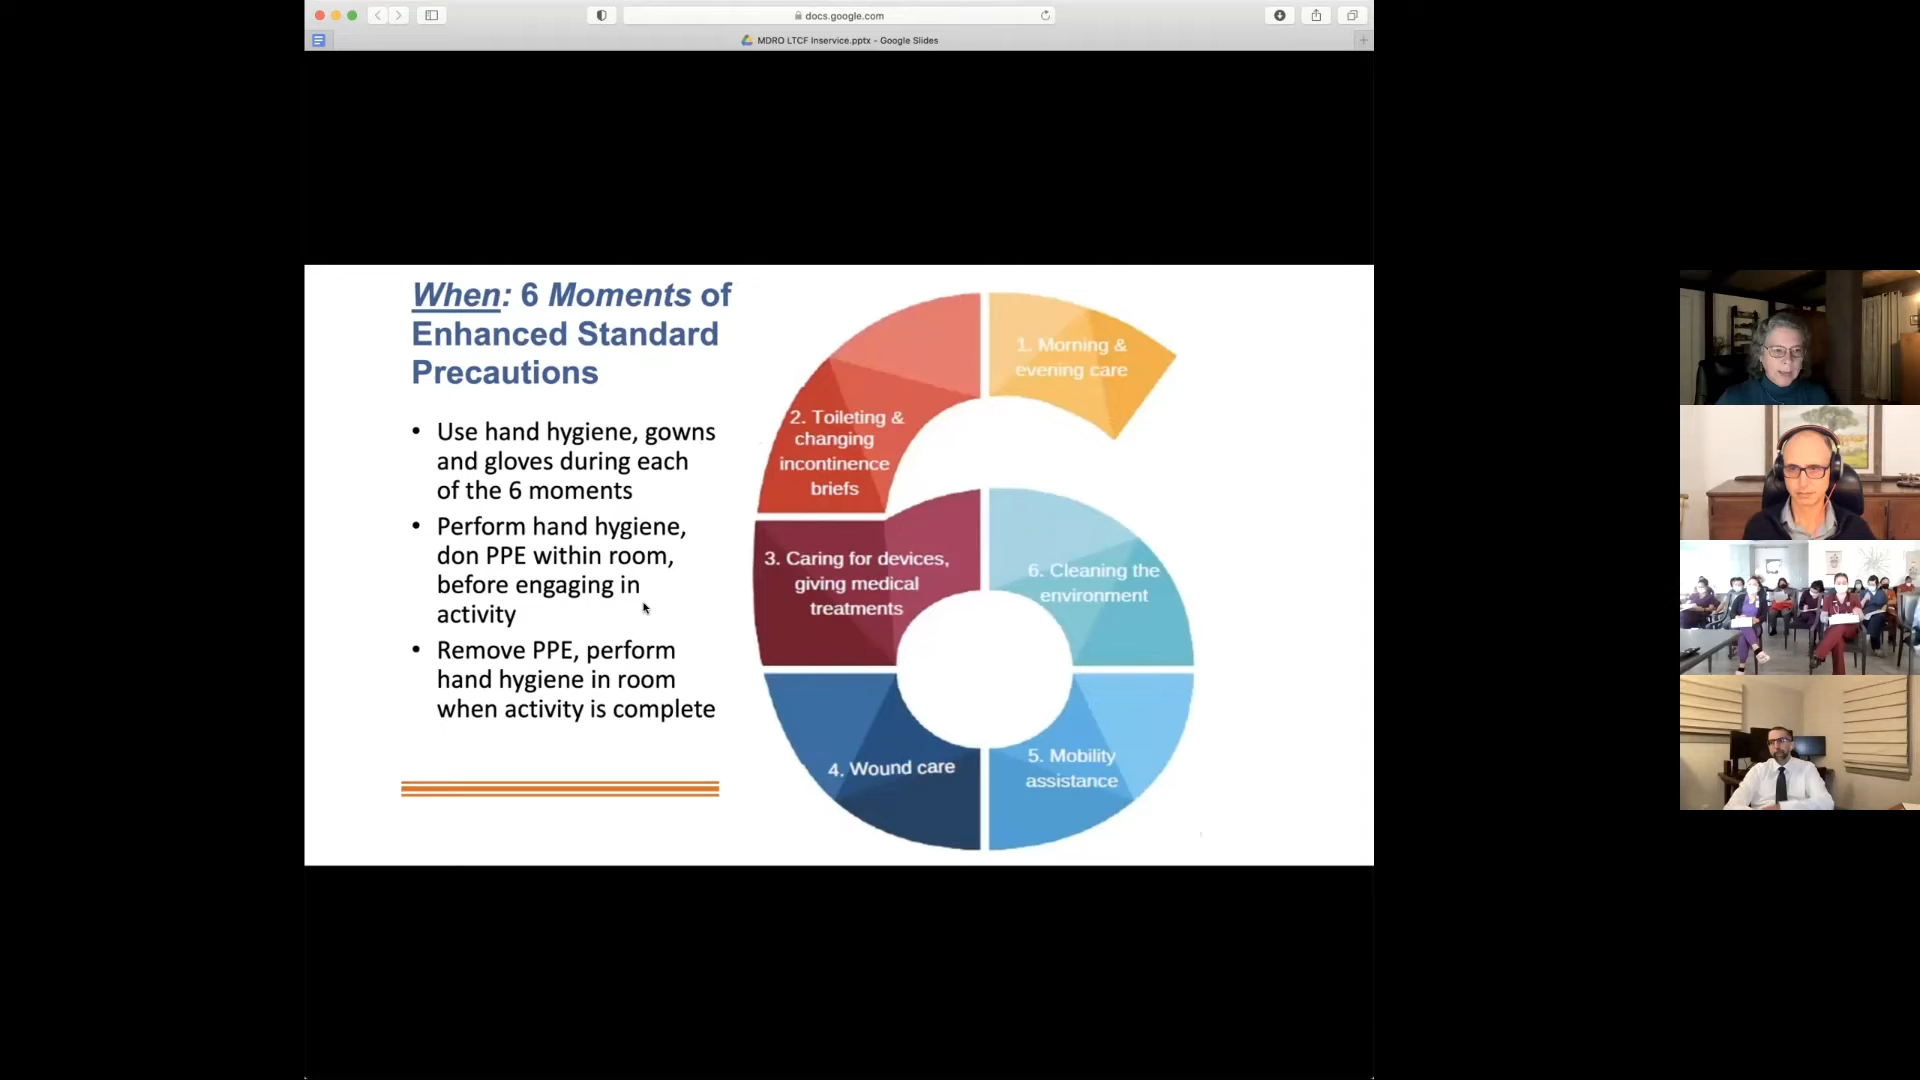 docs.google.com
MDRO LTCF Inservice.pptx - Google Slides
When: 6 Moments of
Enhanced Standard
Precautions
• Use hand hygiene, gowns
and gloves during each
of the 6 moments
• Perform hand hygiene,
don PPE within room,
before engaging in
activity
• Remove PPE, perform
hand hygiene in room
when activity is complete
1. Morning &
evening care
2. Toileting &
changing
incontinence
briefs
3. Caring for devices,
giving medical
treatments
4. Wound care
5. Mobility
assistance
6. Cleaning the
environment